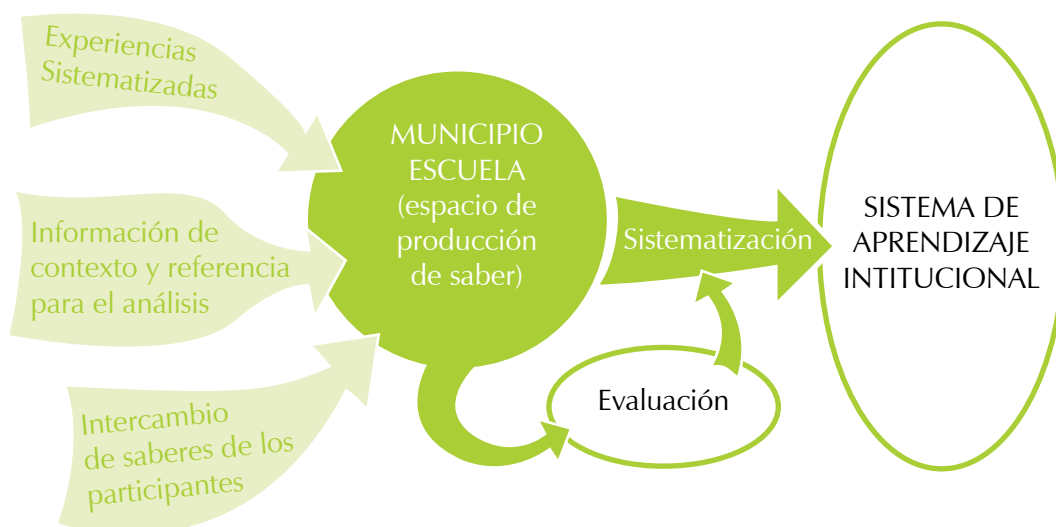 Experiencias
Sistematizadas
Información de
contexto y referencia
para el análisis
Intercambio
de saberes de los
participantes
MUNICIPIO
ESCUELA
(espacio de
producción
de saber)
Sistematización
Evaluación
SISTEMA DE
APRENDIZAJE
INTITUCIONAL